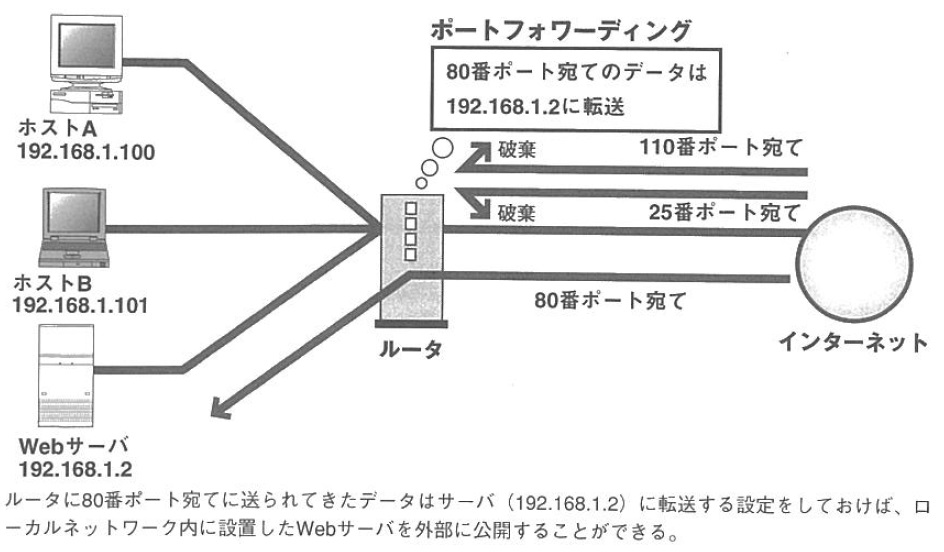 ポートフォワーディング
80番ポート宛てのデータは
192.168.1.2に転送
ホストA
192.168.1.100
破棄
110番ポート宛て
破棄
25番ポート宛て
ホストB
192.168.1.101
80番ポート宛て
ルータ
インターネット
Webサーバ
192.168.1.2
ルータに80番ポート宛てに送られてきたデータはサーバ（192.168.1.2）に転送する設定をしておけば、ロ
ーカルネットワーク内に設置したWebサーバを外部に公開することができる。